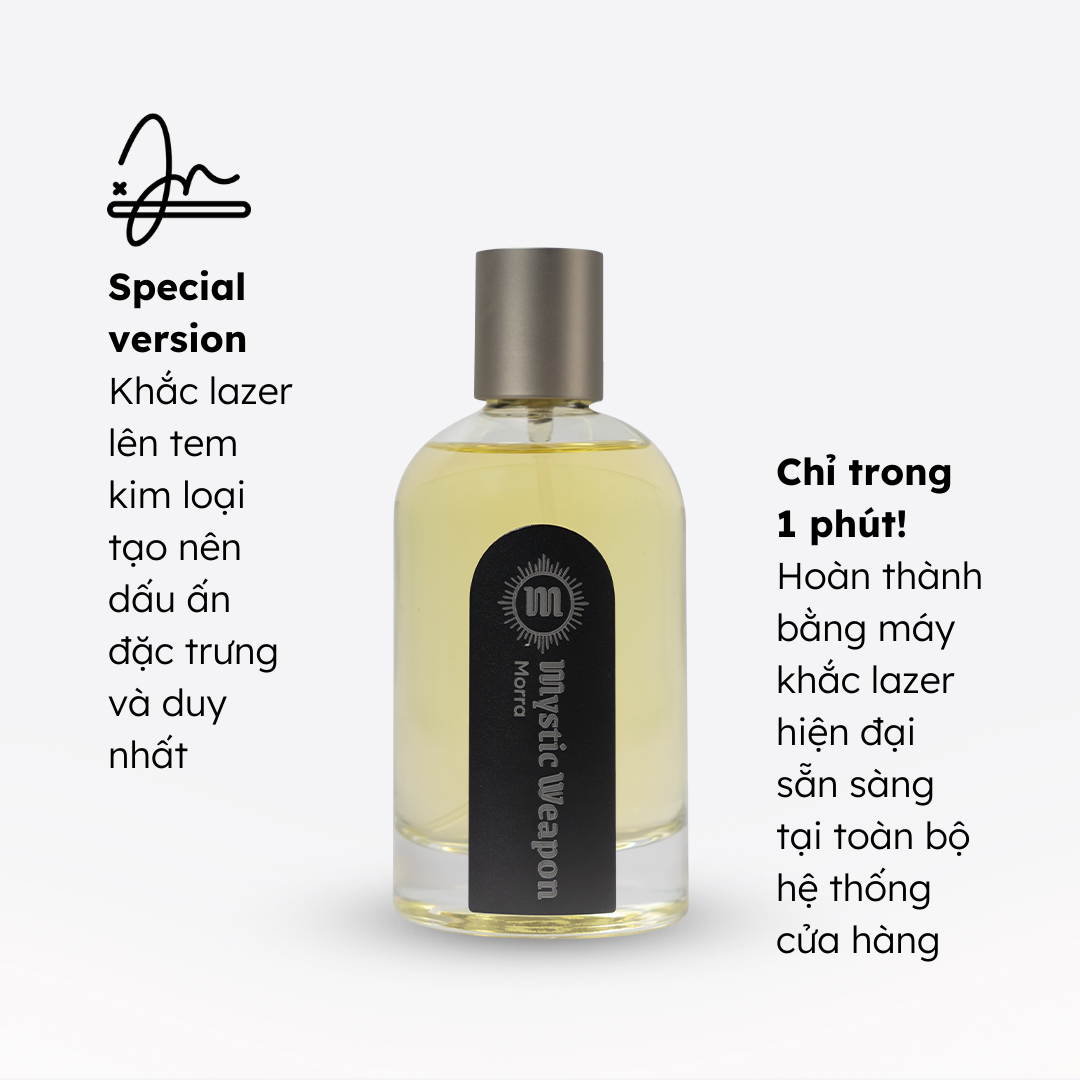 Special
version
Khắc lazer
lên tem
kim loại
tạo nên
dấu ấn
đặc trưng
và duy
nhất
M
Mystic Weapon
Morra
Chỉ trong
1 phút!
Hoàn thành
bằng máy
khắc lazer
hiện đại
sẵn sàng
tại toàn bộ
hệ thống
cửa hàng